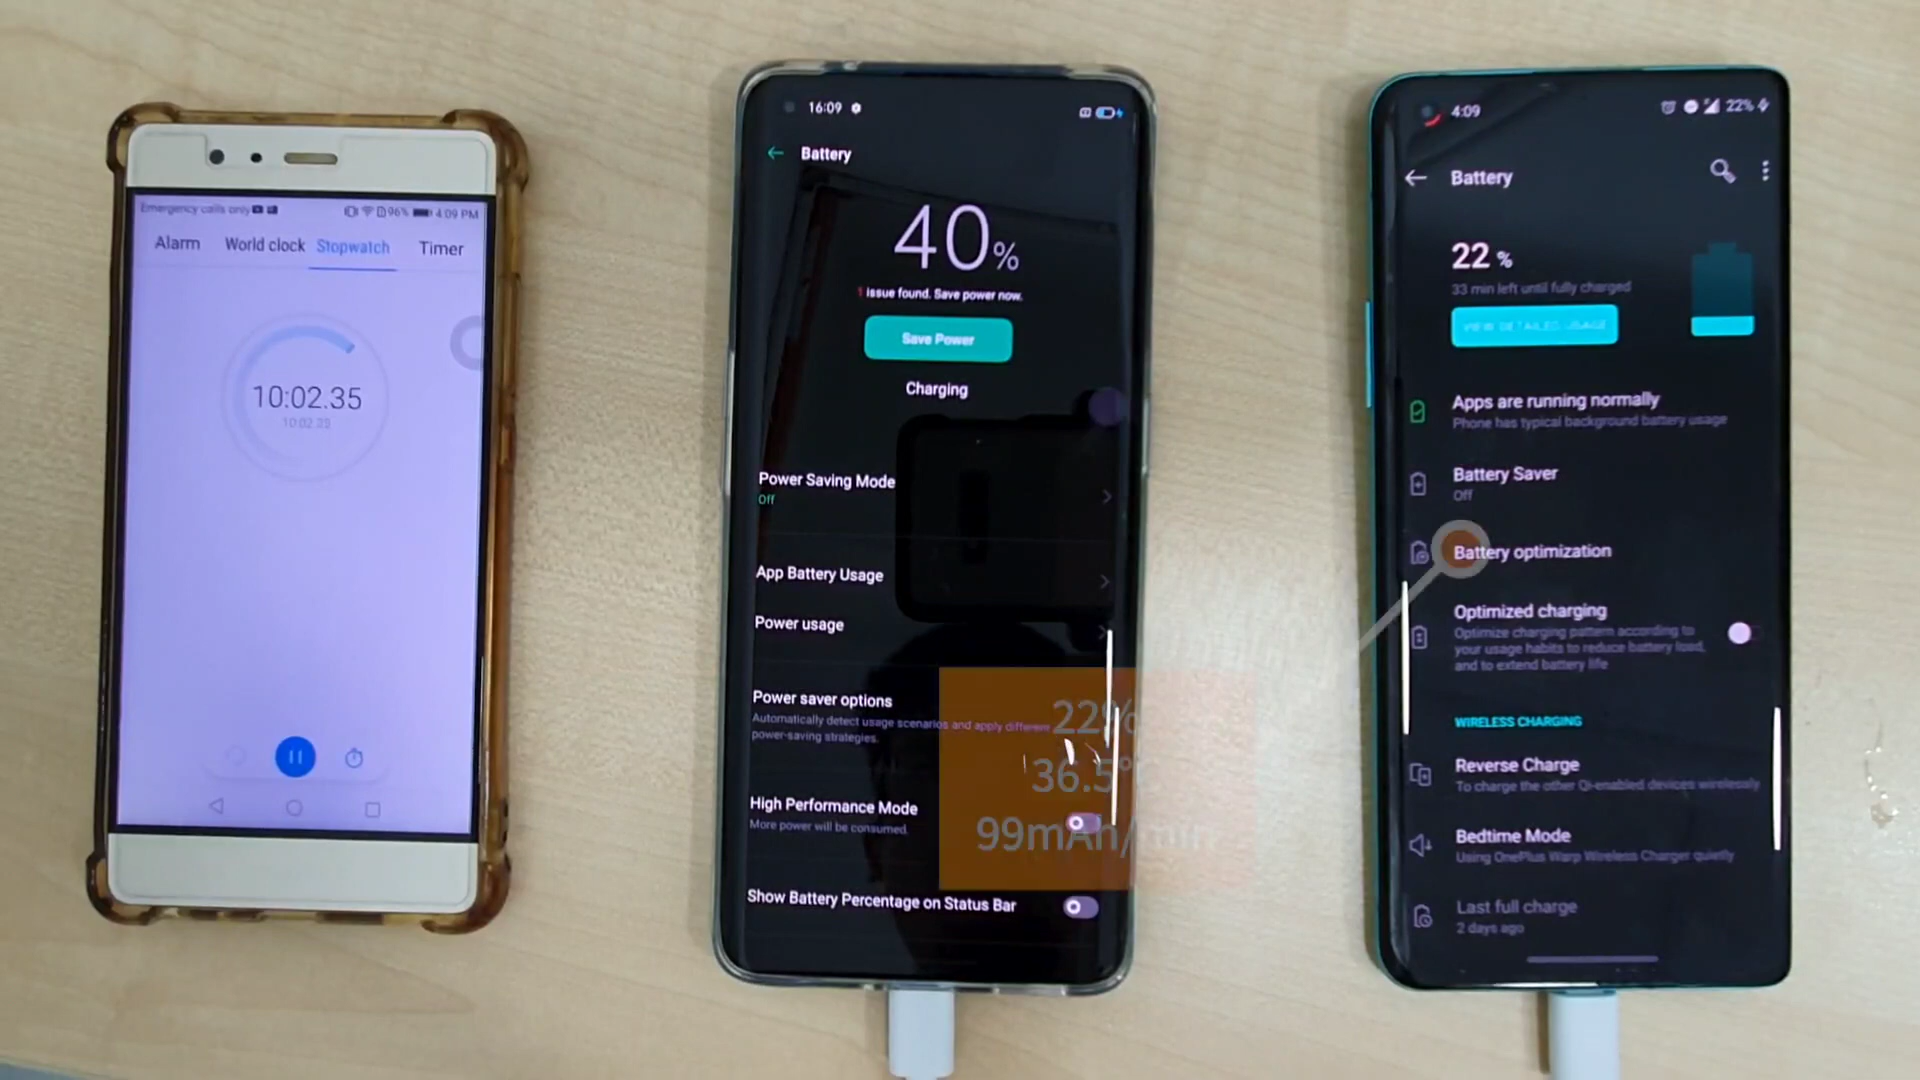 Emergency calls only
96% 4:09 PM
Alarm World clock Stopwatch Timer
10:02.35
10:02.35
16:09
Battery
40%
1 issue found. Save power now.
Save Power
Charging
Power Saving Mode
Off
App Battery Usage
Power usage
Power saver options
Automatically detect usage scenarios and apply different
power-saving strategies.
High Performance Mode
More power will be consumed.
Show Battery Percentage on Status Bar
22%
36.5°C
99mAh/min
4:09 22%
Battery
22 %
33 min left until fully charged
VIEW DETAILED USAGE
Apps are running normally
Phone has typical background battery usage
Battery Saver
Off
Battery optimization
Optimized charging
Optimize charging pattern according to
your usage habits to reduce battery load,
and to extend battery life
WIRELESS CHARGING
Reverse Charge
To charge the other Qi-enabled devices wirelessly
Bedtime Mode
Using OnePlus Warp Wireless Charger quietly
Last full charge
2 days ago